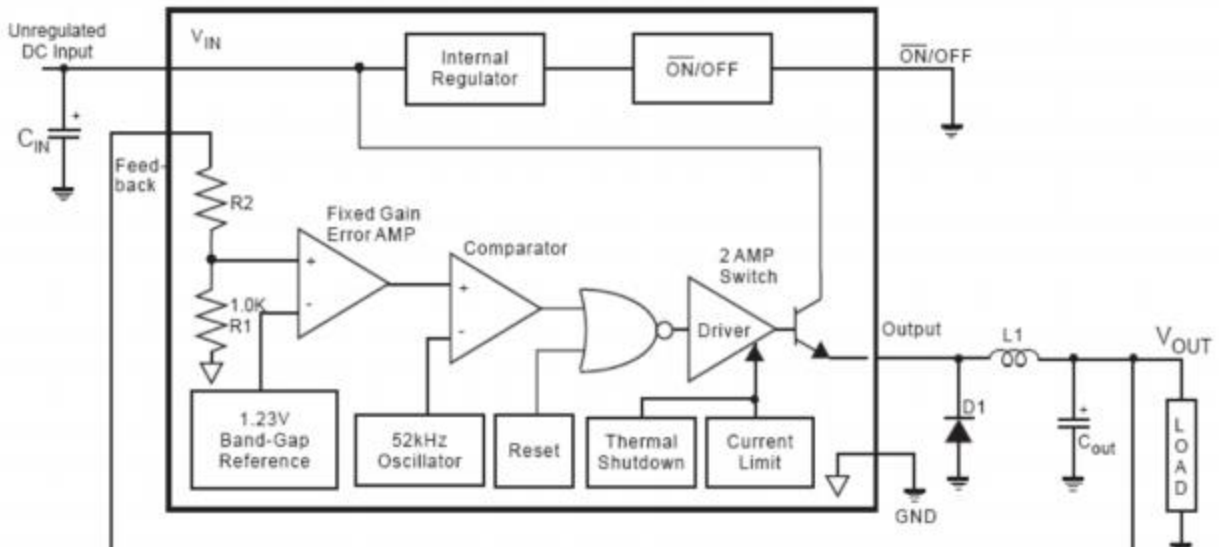 Unregulated
DC Input
VIN
Internal
Regulator
ON/OFF
ON/OFF
+
CIN
Feed-
back
R2
Fixed Gain
Error AMP
Comparator
2 AMP
Switch
+
-
+
-
1.0K
R1
Driver
Output
L1
VOUT
1.23V
Band-Gap
Reference
52kHz
Oscillator
Reset
Thermal
Shutdown
Current
Limit
D1
+
Cout
LOAD
GND